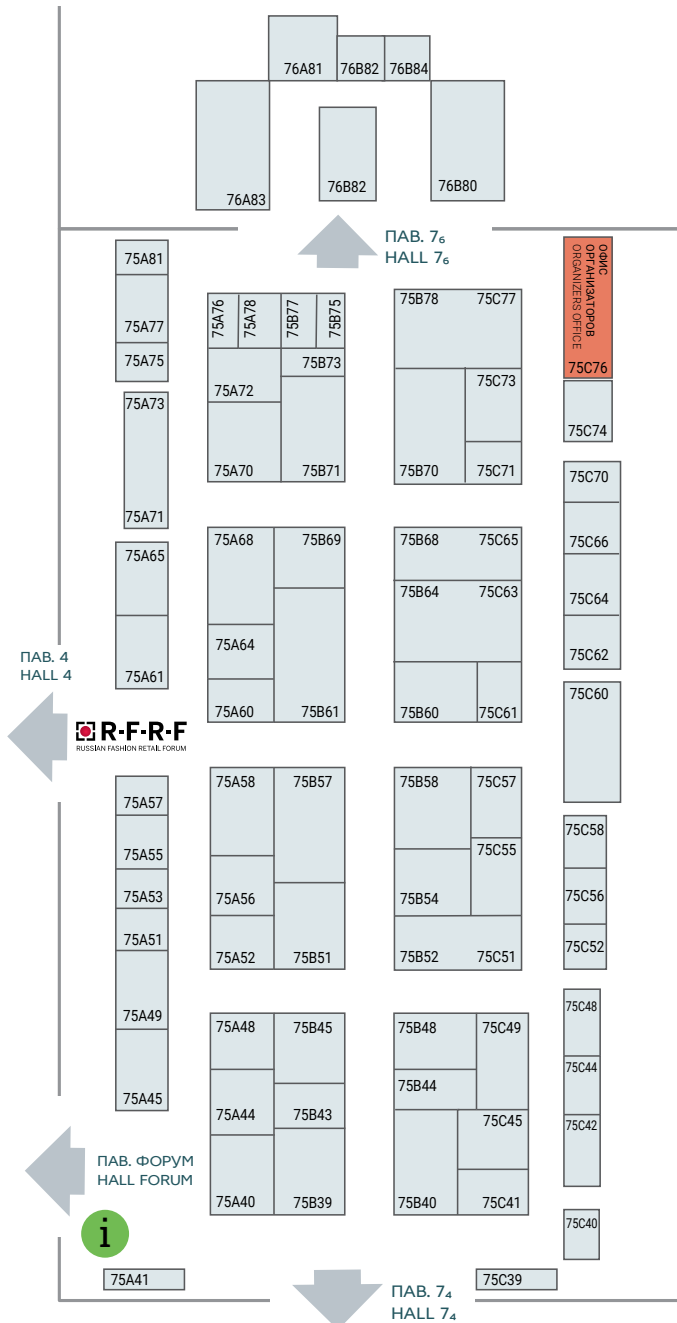 76A81
76B82
76B84
76A83
76B82
76B80
ПАВ. 7₆
HALL 7₆
75A81
75A77
75A75
75A73
75A71
75A65
75A61
75A76
75A78
75B77
75B75
75B73
75A72
75A70
75B71
75B78
75C77
75C73
75B70
75C71
ОФИС
ОРГАНИЗАТОРОВ
ORGANIZERS OFFICE
75C76
75C74
75C70
75C66
75C64
75C62
75C60
75A68
75B69
75A64
75A60
75B61
75B68
75C65
75B64
75C63
75B60
75C61
ПАВ. 4
HALL 4
R-F-R-F
RUSSIAN FASHION RETAIL FORUM
75A57
75A55
75A53
75A51
75A49
75A45
75A58
75B57
75A56
75A52
75B51
75B58
75C57
75C55
75B54
75B52
75C51
75C58
75C56
75C52
75C48
75C44
75C42
75C40
75A48
75B45
75A44
75B43
75A40
75B39
75B48
75C49
75B44
75C45
75B40
75C41
ПАВ. ФОРУМ
HALL FORUM
i
75A41
ПАВ. 7₄
HALL 7₄
75C39